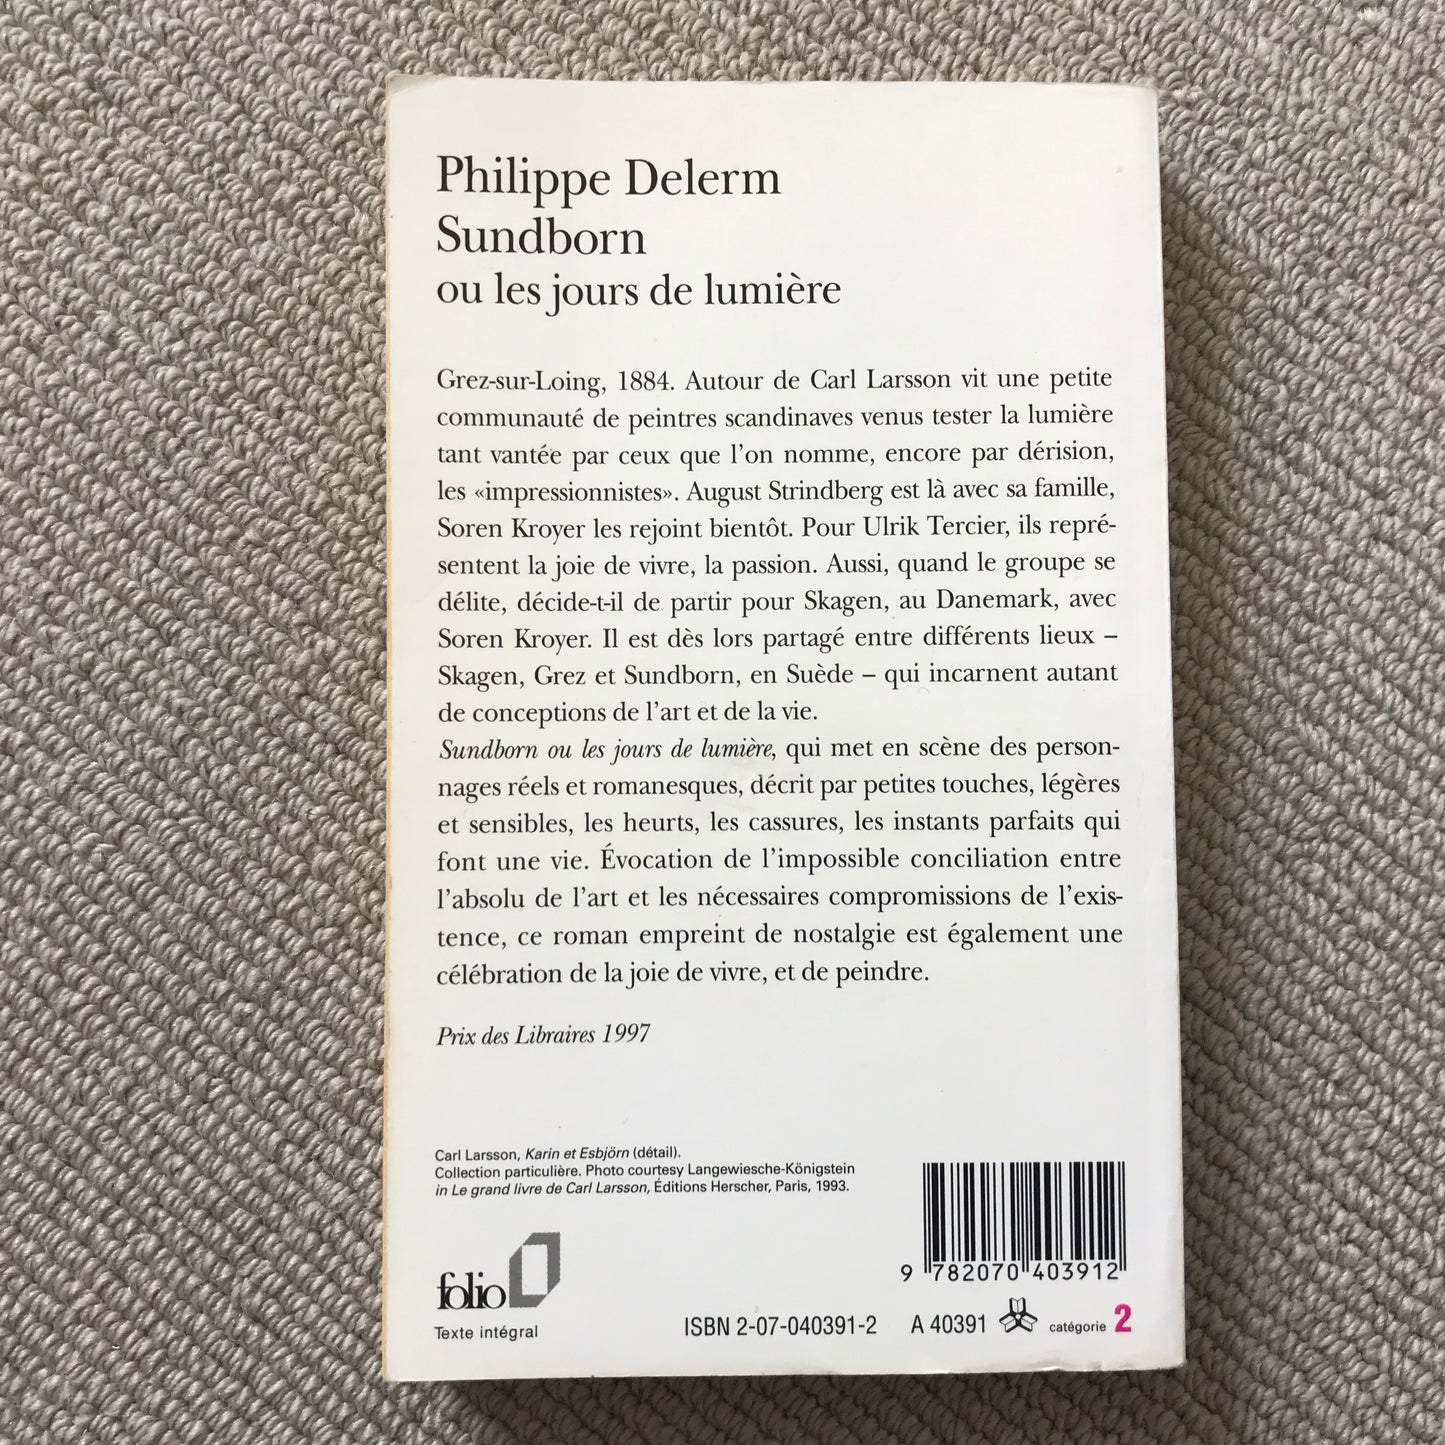 Philippe Delerm
Sundborn
ou les jours de lumière
Grez-sur-Loing, 1884. Autour de Carl Larsson vit une petite
communauté de peintres scandinaves venus tester la lumière
tant vantée par ceux que l'on nomme, encore par dérision,
les «impressionnistes». August Strindberg est là avec sa famille,
Soren Kroyer les rejoint bientôt. Pour Ulrik Tercier, ils repré-
sentent la joie de vivre, la passion. Aussi, quand le groupe se
délite, décide-t-il de partir pour Skagen, au Danemark, avec
Soren Kroyer. Il est dès lors partagé entre différents lieux –
Skagen, Grez et Sundborn, en Suède – qui incarnent autant
de conceptions de l'art et de la vie.
Sundborn ou les jours de lumière, qui met en scène des person-
nages réels et romanesques, décrit par petites touches, légères
et sensibles, les heurts, les cassures, les instants parfaits qui
font une vie. Évocation de l'impossible conciliation entre
l'absolu de l'art et les nécessaires compromissions de l'exis-
tence, ce roman empreint de nostalgie est également une
célébration de la joie de vivre, et de peindre.
Prix des Libraires 1997
Carl Larsson, Karin et Esbjörn (détail).
Collection particulière. Photo courtesy Langewiesche-Königstein
in Le grand livre de Carl Larsson, Éditions Herscher, Paris, 1993.
9 782070 403912
folio
Texte intégral
ISBN 2-07-040391-2 A 40391 catégorie 2